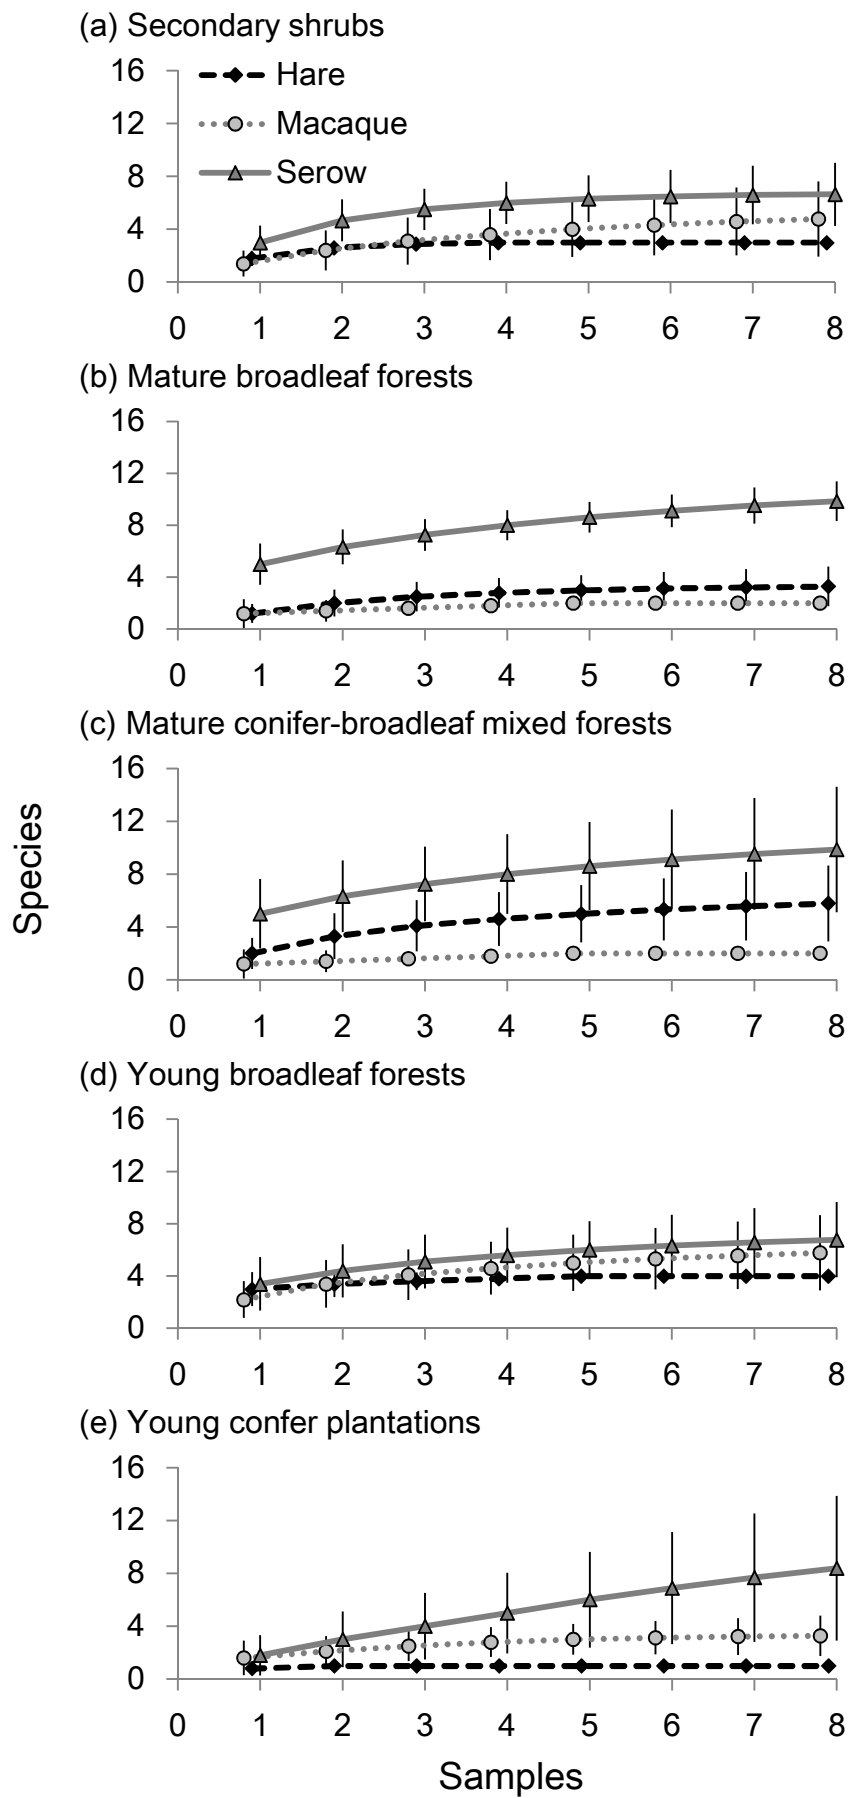 (a) Secondary shrubs
16
Hare
12
Macaque
8
Serow
4
0
0 1 2 3 4 5 6 7 8
(b) Mature broadleaf forests
16
12
8
4
0
0 1 2 3 4 5 6 7 8
(c) Mature conifer-broadleaf mixed forests
16
12
8
4
0
0 1 2 3 4 5 6 7 8
Species
(d) Young broadleaf forests
16
12
8
4
0
0 1 2 3 4 5 6 7 8
(e) Young confer plantations
16
12
8
4
0
0 1 2 3 4 5 6 7 8
Samples